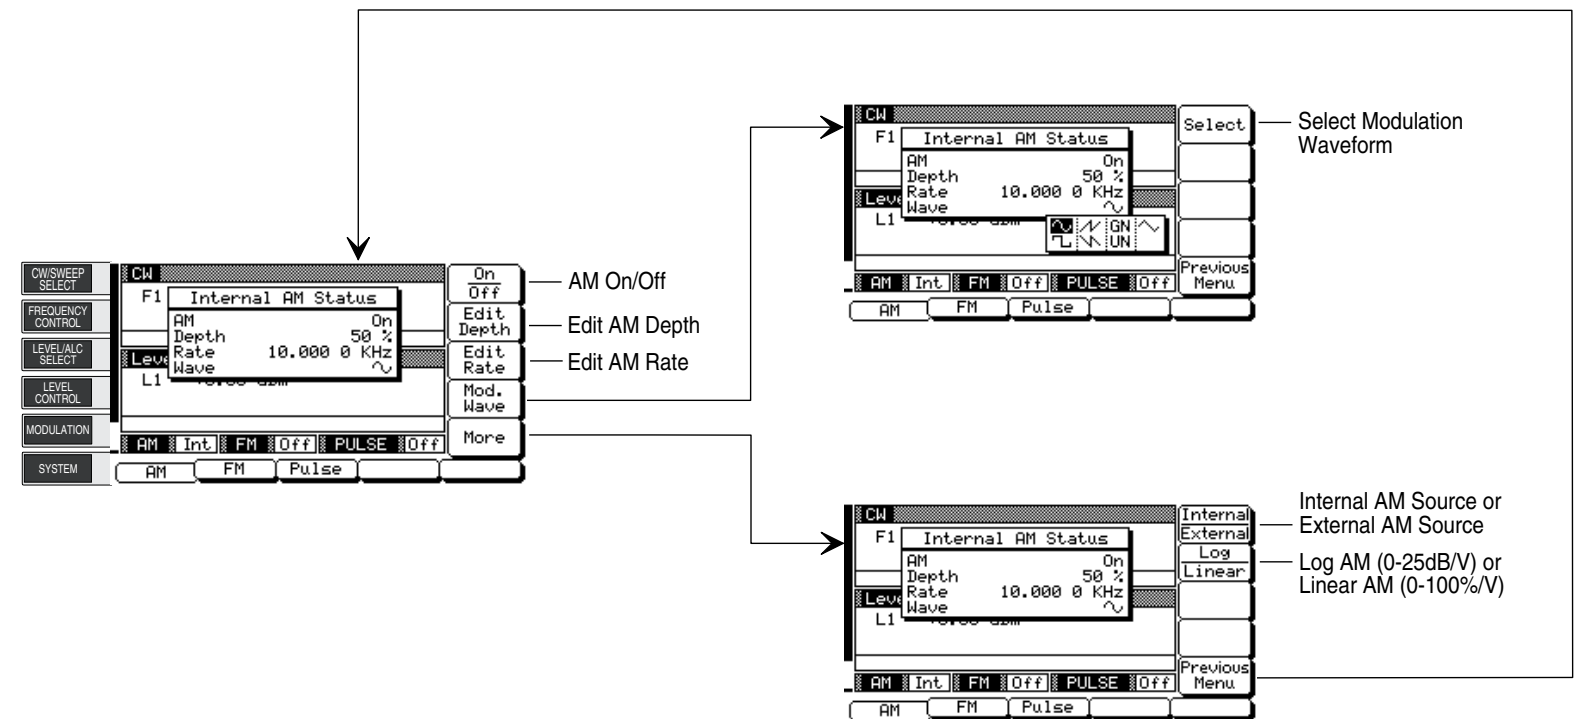 CW
F1
Internal AM Status
AM On
Depth 50 %
Rate 10.000 0 KHz
Wave
Level
L1
AM Int FM Off PULSE Off
AM FM Pulse
Select
Previous
Menu
Select Modulation
Waveform
GN
UN
CW/SWEEP
SELECT
FREQUENCY
CONTROL
LEVEL/ALC
SELECT
LEVEL
CONTROL
MODULATION
SYSTEM
CW
F1
Internal AM Status
AM On
Depth 50 %
Rate 10.000 0 KHz
Wave
Leve
L1
AM Int FM Off PULSE Off
AM FM Pulse
On
Off
Edit
Depth
Edit
Rate
Mod.
Wave
More
AM On/Off
Edit AM Depth
Edit AM Rate
CW
F1
Internal AM Status
AM On
Depth 50 %
Rate 10.000 0 KHz
Wave
Leve
L1
AM Int FM Off PULSE Off
AM FM Pulse
Internal
External
Log
Linear
Previous
Menu
Internal AM Source or
External AM Source
Log AM (0-25dB/V) or
Linear AM (0-100%/V)